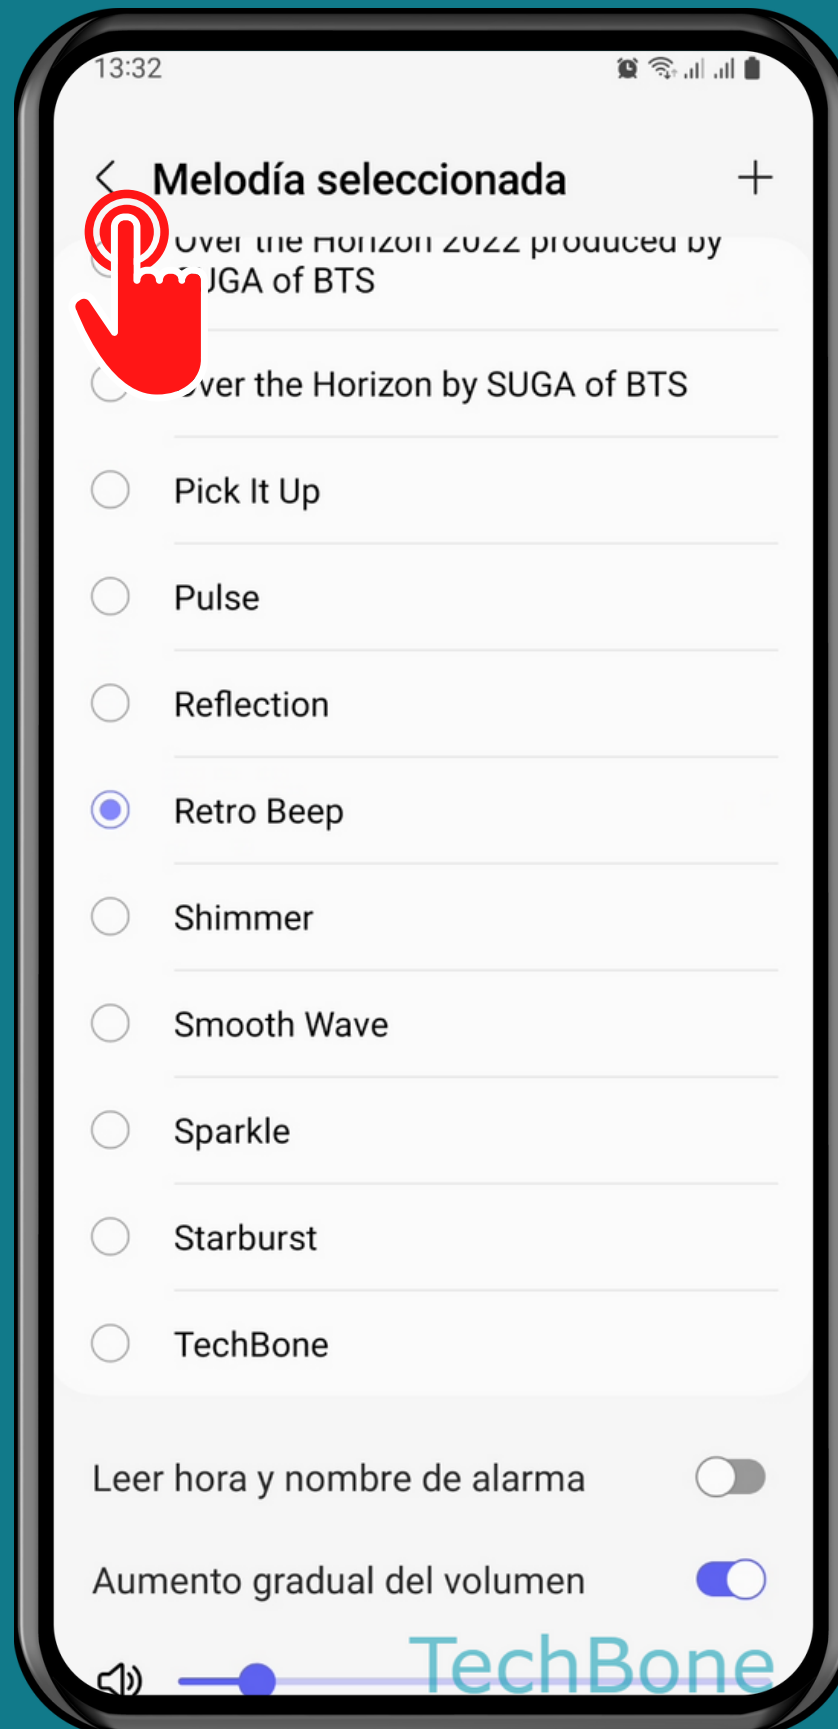 13:32
Melodía seleccionada
Over the Horizon 2022 produced by
SUGA of BTS
Over the Horizon by SUGA of BTS
Pick It Up
Pulse
Reflection
Retro Beep
Shimmer
Smooth Wave
Sparkle
Starburst
TechBone
Leer hora y nombre de alarma
Aumento gradual del volumen
TechBone